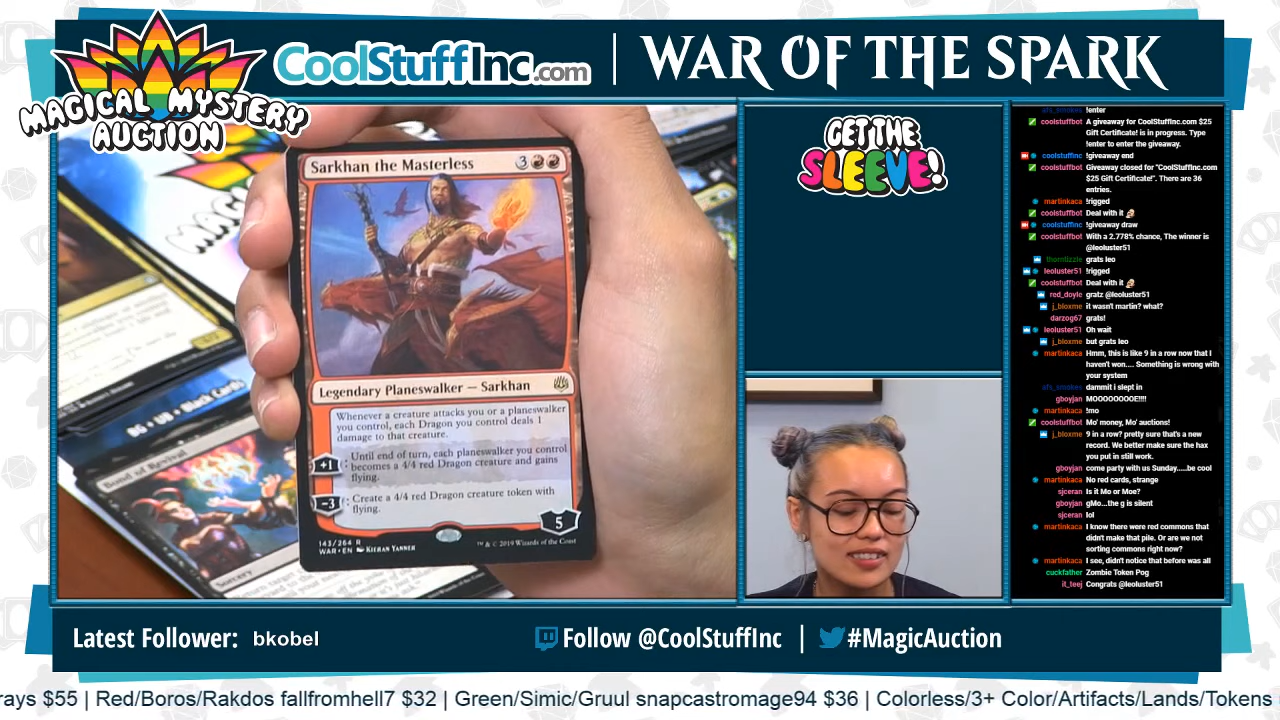 MAGICAL MYSTERY
AUCTION
CoolStuffInc.com
WAR OF THE SPARK
Sarkhan the Masterless
3
Legendary Planeswalker — Sarkhan
Whenever a creature attacks you or a planeswalker
you control, each Dragon you control deals 1
damage to that creature.
+1: Until end of turn, each planeswalker you control
becomes a 4/4 red Dragon creature and gains
flying.
-3: Create a 4/4 red Dragon creature token with
flying.
5
143/264 R
WAR • EN Kieran Yanner
™ & © 2019 Wizards of the Coast
Sorcery
GET THE
SLEEVE!
!enter
coolstuffbot A giveaway for CoolStuffInc.com $25
Gift Certificate! is in progress. Type
!enter to enter the giveaway.
coolstuffinc !giveaway end
coolstuffbot Giveaway closed for "CoolStuffInc.com
$25 Gift Certificate!". There are 36
entries.
martinkaca !rigged
coolstuffbot Deal with it
coolstuffinc !giveaway draw
coolstuffbot With a 2.778% chance, The winner is
@leoluster51
thorntizzle grats leo
leoluster51 !rigged
coolstuffbot Deal with it
red_doyle gratz @leoluster51
j_bloxme it wasn't martin? what?
darzog67 grats!
leoluster51 Oh wait
j_bloxme but grats leo
martinkaca Hmm, this is like 9 in a row now that I
haven't won.... Something is wrong with
your system
afs_smokes dammit i slept in
gboyjan MOOOOOOOOE!!!!
martinkaca !mo
coolstuffbot Mo' money, Mo' auctions!
j_bloxme 9 in a row? pretty sure that's a new
record. We better make sure the hax
you put in still work.
gboyjan come party with us Sunday.....be cool
martinkaca No red cards, strange
sjceran Is it Mo or Moe?
gboyjan gMo...the g is silent
sjceran lol
martinkaca I know there were red commons that
didn't make that pile. Or are we not
sorting commons right now?
martinkaca I see, didn't notice that before was all
cuckfather Zombie Token Pog
it_teej Congrats @leoluster51
Latest Follower: bkobel
Follow @CoolStuffInc | #MagicAuction
rays $55 | Red/Boros/Rakdos fallfromhell7 $32 | Green/Simic/Gruul snapcastromage94 $36 | Colorless/3+ Color/Artifacts/Lands/Tokens